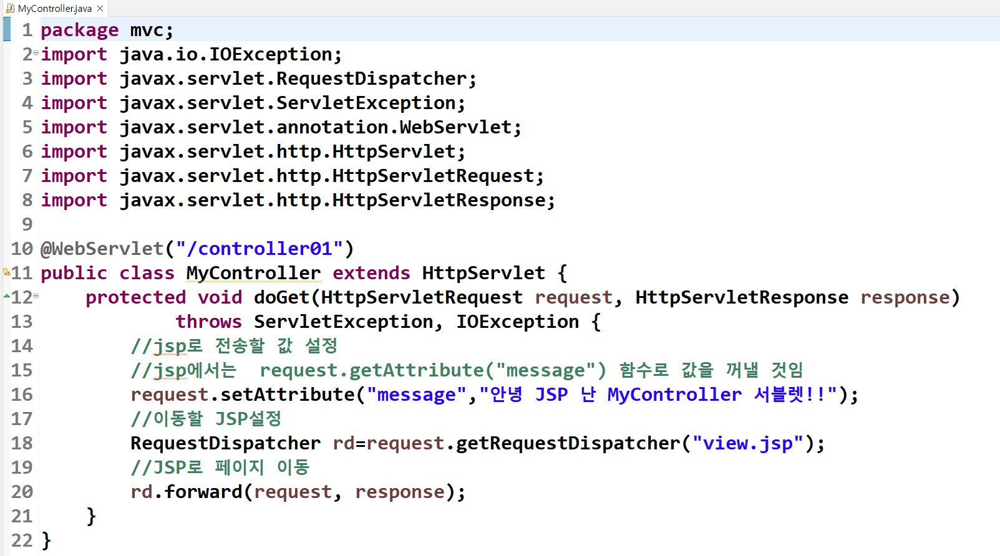 MyController.java
1 package mvc;
2 import java.io.IOException;
3 import javax.servlet.RequestDispatcher;
4 import javax.servlet.ServletException;
5 import javax.servlet.annotation.WebServlet;
6 import javax.servlet.http.HttpServlet;
7 import javax.servlet.http.HttpServletRequest;
8 import javax.servlet.http.HttpServletResponse;
9
10 @WebServlet("/controller01")
11 public class MyController extends HttpServlet {
12     protected void doGet(HttpServletRequest request, HttpServletResponse response)
13             throws ServletException, IOException {
14         //jsp로 전송할 값 설정
15         //jsp에서는  request.getAttribute("message") 함수로 값을 꺼낼 것임
16         request.setAttribute("message","안녕 JSP 난 MyController 서블렛!!");
17         //이동할 JSP설정
18         RequestDispatcher rd=request.getRequestDispatcher("view.jsp");
19         //JSP로 페이지 이동
20         rd.forward(request, response);
21     }
22 }